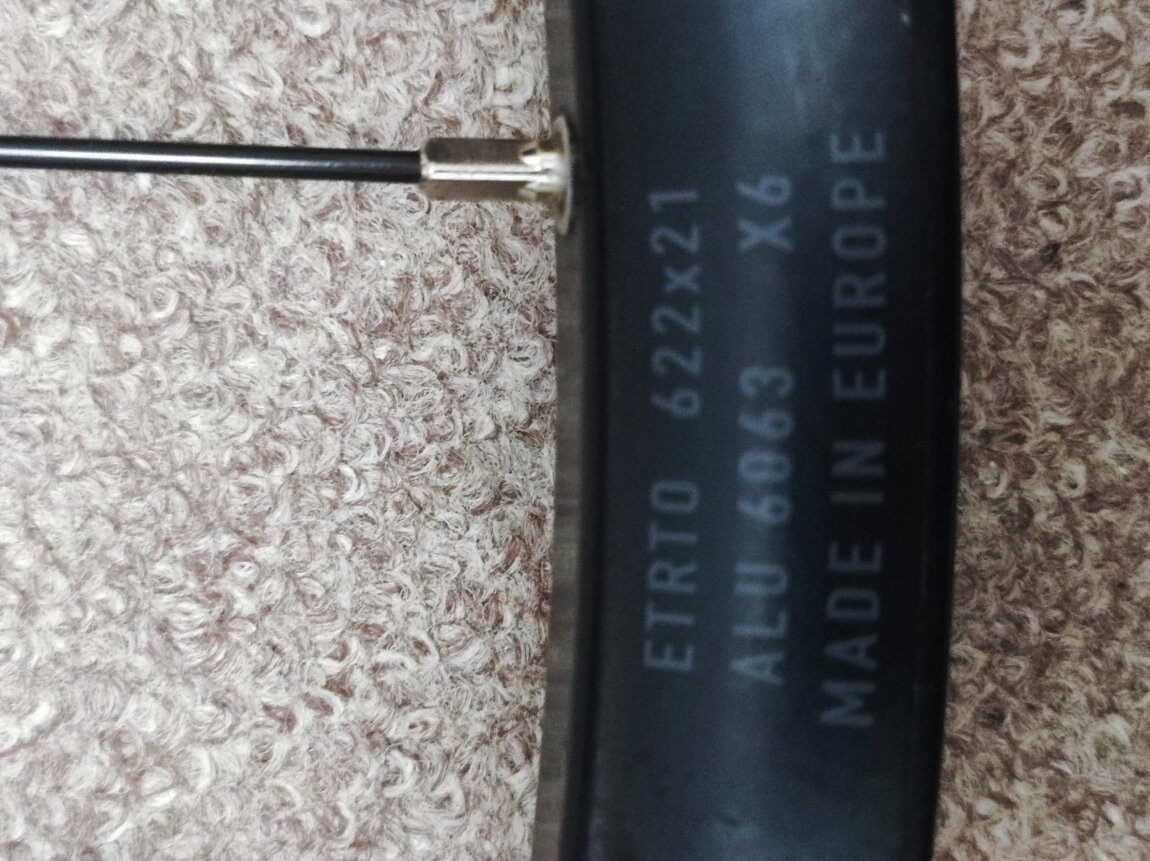 ETRTO 622x21
ALU 6063 X6
MADE IN EUROPE